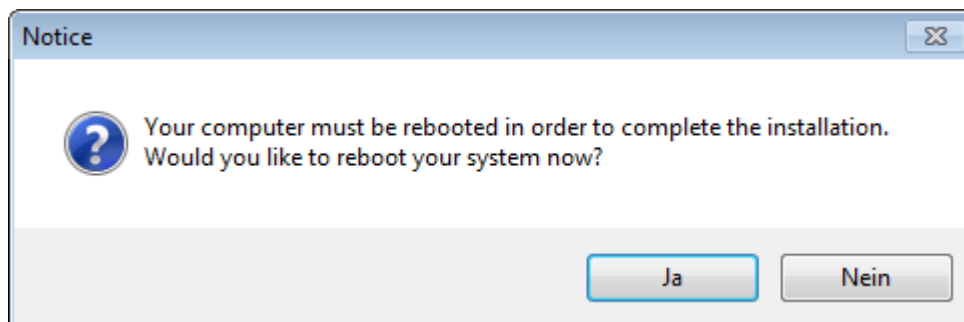 Notice
Your computer must be rebooted in order to complete the installation.
Would you like to reboot your system now?
Ja
Nein